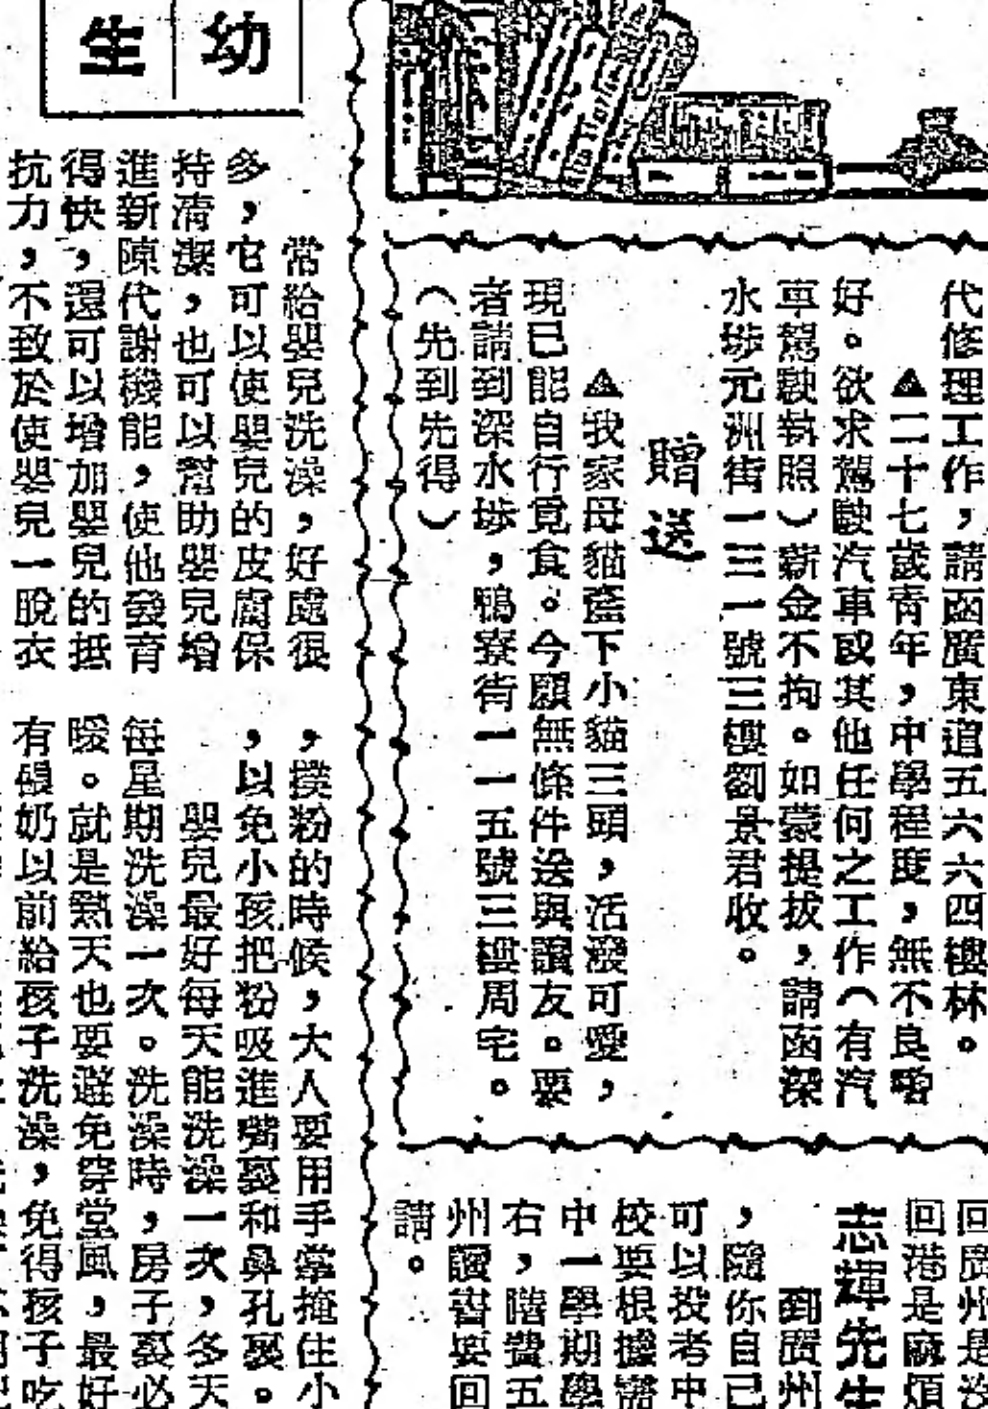 代修理工作，請函廣東道五六六四樓林。
▲二十七歲青年，中學程度，無不良嗜
好。欲求駕駛汽車或其他任何之工作（有汽
車駕駛執照）薪金不拘。如蒙提拔，請函深
水埗元洲街一三一號三樓劉景君收。
贈送
▲我家母貓產下小貓三頭，活潑可愛，
現已能自行覓食。今願無條件送與讀友。要
者請到深水埗，鴨寮街一一五號三樓周宅。
（先到先得）
回廣州是沒
回港是麻煩
志輝先生
到廣州
，隨你自己
可以投考中
校要根據
中一學期學
右，膳費五
州讀書要回
請。
幼
生
常給嬰兒洗澡，好處很
多，它可以使嬰兒的皮膚保
持清潔，也可以幫助嬰兒增
進新陳代謝機能，使他發育
得快，還可以增加嬰兒的抵
抗力，不致於使嬰兒一脫衣
，撲粉的時候，大人要用手掌掩住小
，以免小孩把粉吸進嘴裏和鼻孔裏。
嬰兒最好每天能洗澡一次，多天
每星期洗澡一次。洗澡時，房子裏必
暖。就是熱天也要避免穿堂風，最好
有餵奶以前給孩子洗澡，免得孩子吃